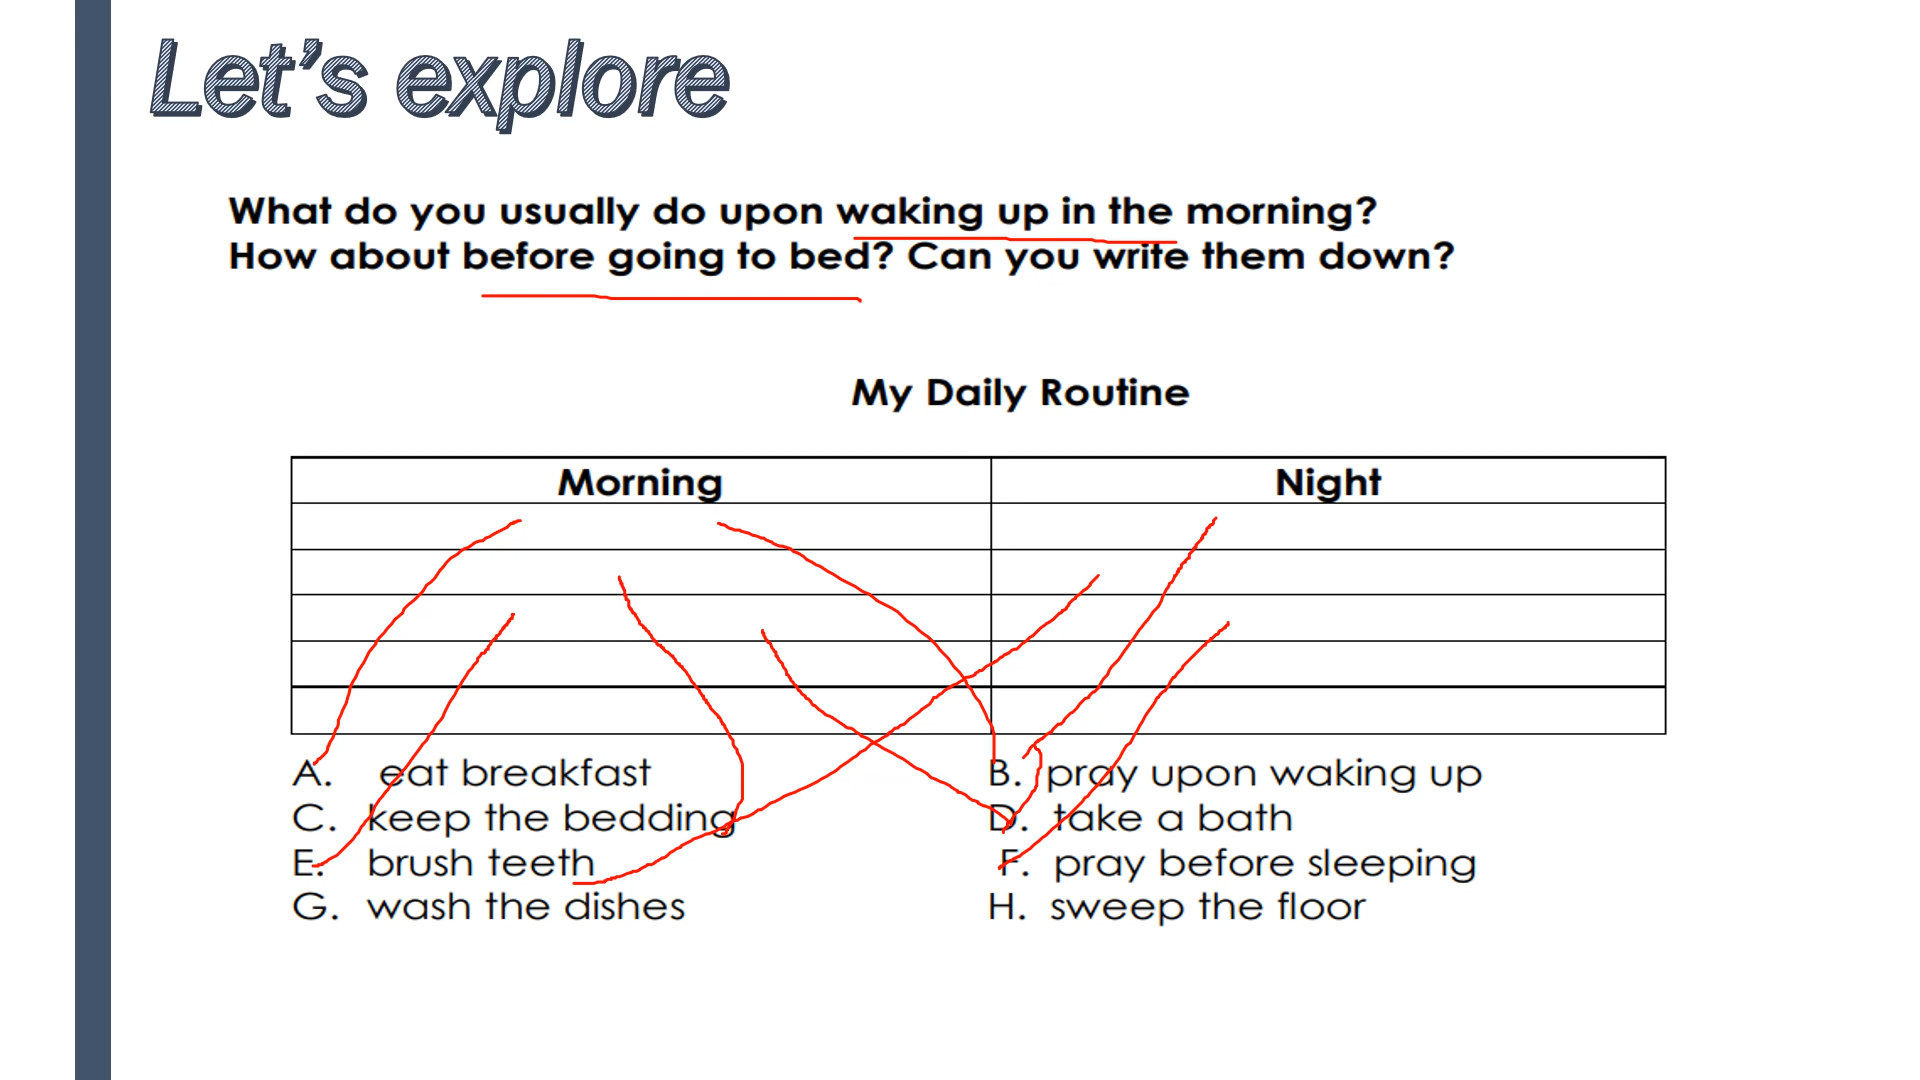 Let's explore
What do you usually do upon waking up in the morning?
How about before going to bed? Can you write them down?
My Daily Routine
Morning Night
A. eat breakfast B. pray upon waking up
C. keep the bedding D. take a bath
E. brush teeth F. pray before sleeping
G. wash the dishes H. sweep the floor